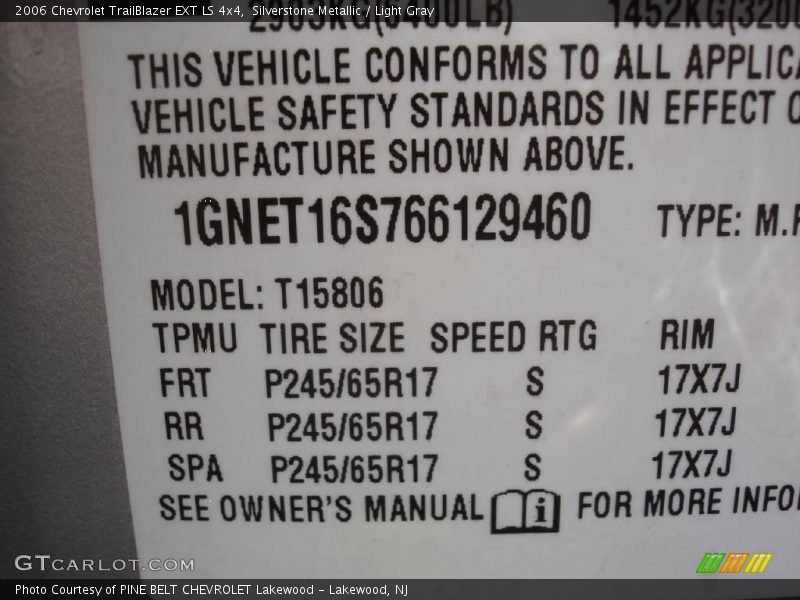 2006 Chevrolet TrailBlazer EXT LS 4x4, Silverstone Metallic / Light Gray
THIS VEHICLE CONFORMS TO ALL
VEHICLE SAFETY STANDARDS IN EFFECT
MANUFACTURE SHOWN ABOVE.
1GNET16S766129460 TYPE:
MODEL: T15806
TPMU TIRE SIZE SPEED RTG RIM
FRT P245/65R17 S 17X7J
RR P245/65R17 S 17X7J
SPA P245/65R17 S 17X7J
SEE OWNER'S MANUAL FOR MORE
GTCARLOT.COM
Photo Courtesy of PINE BELT CHEVROLET Lakewood - Lakewood, NJ